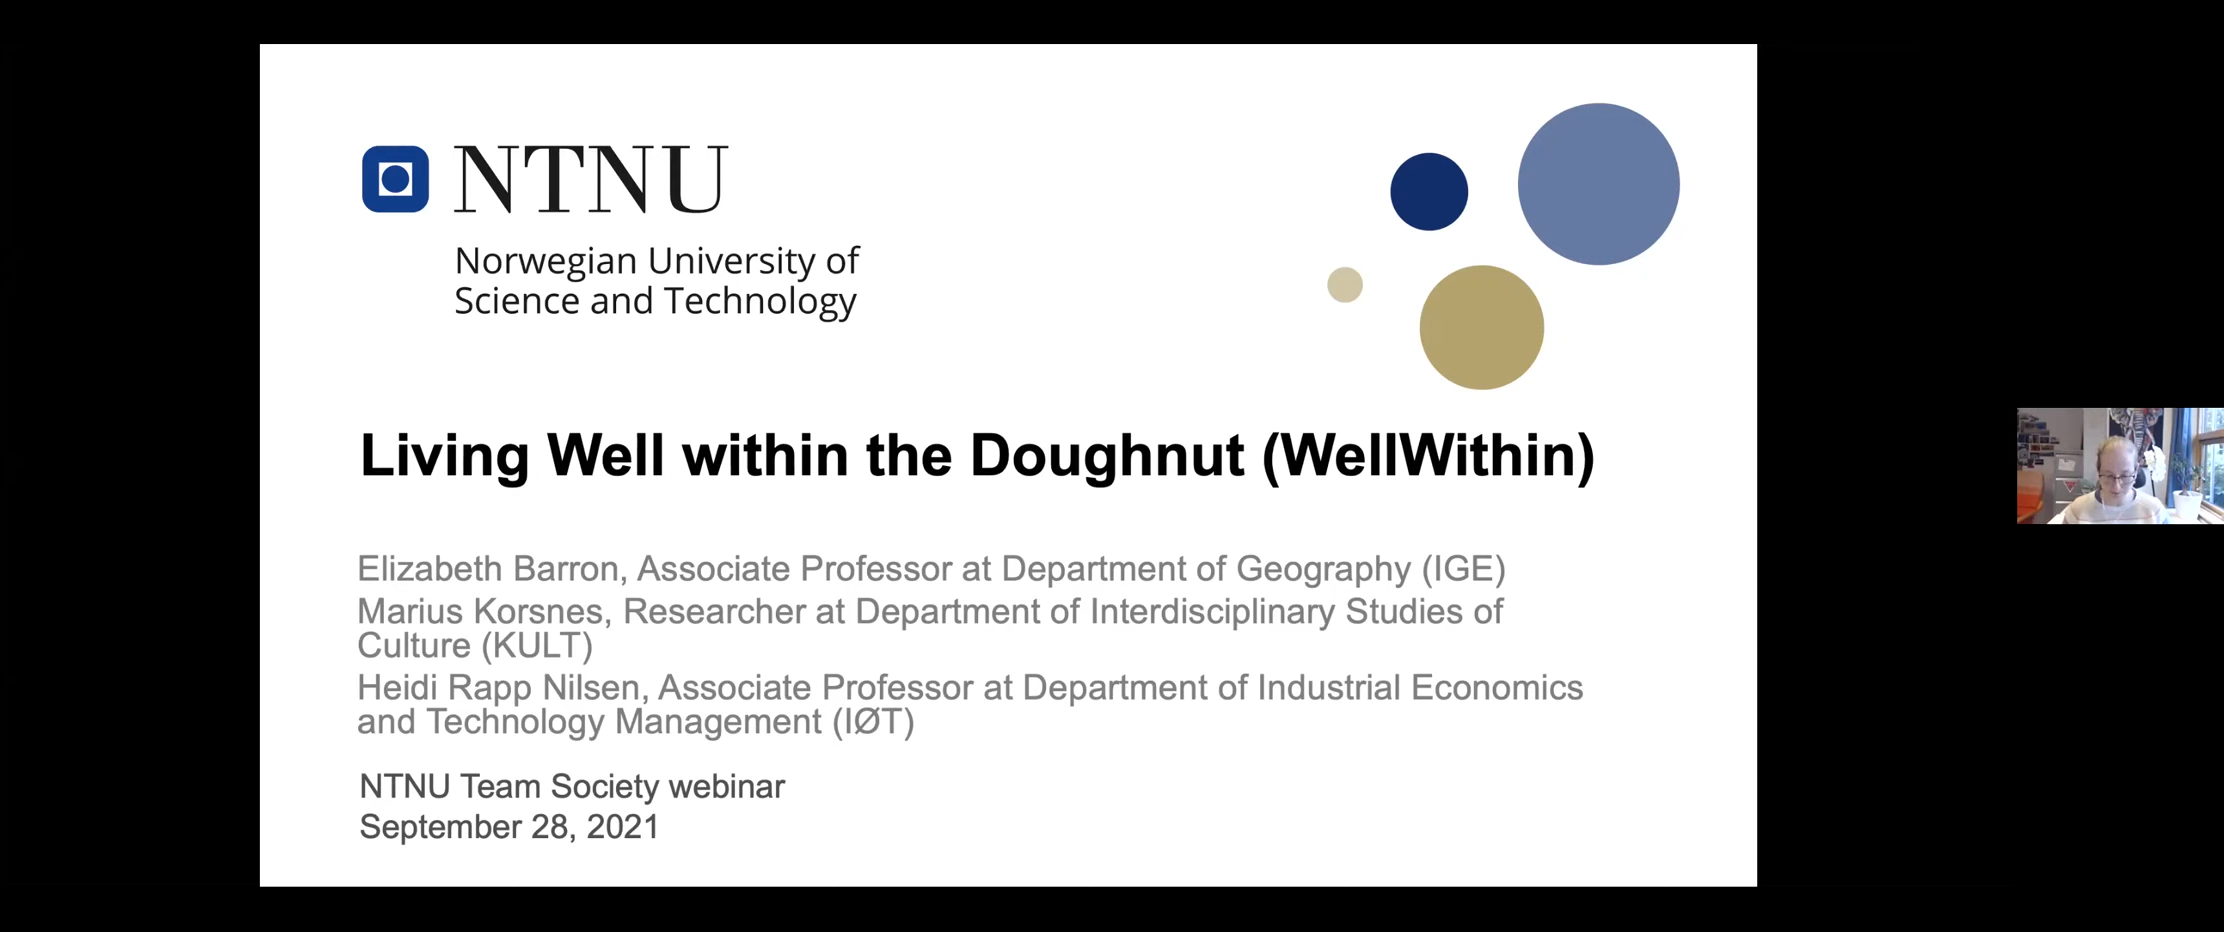 NTNU
Norwegian University of
Science and Technology
Living Well within the Doughnut (WellWithin)
Elizabeth Barron, Associate Professor at Department of Geography (IGE)
Marius Korsnes, Researcher at Department of Interdisciplinary Studies of
Culture (KULT)
Heidi Rapp Nilsen, Associate Professor at Department of Industrial Economics
and Technology Management (IØT)
NTNU Team Society webinar
September 28, 2021